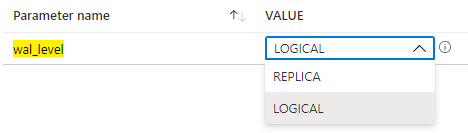 Parameter name VALUE
wal_level LOGICAL
REPLICA
LOGICAL